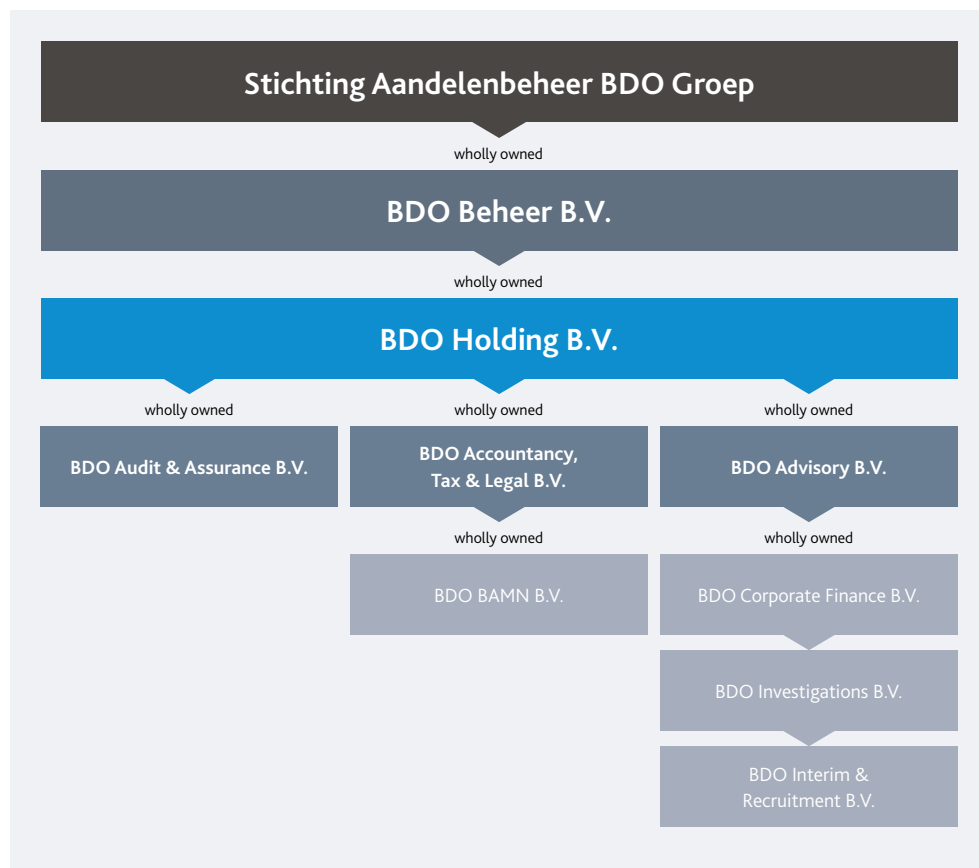 Stichting Aandelenbeheer BDO Groep
wholly owned
BDO Beheer B.V.
wholly owned
BDO Holding B.V.
wholly owned
wholly owned
wholly owned
BDO Audit & Assurance B.V.
BDO Accountancy,
Tax & Legal B.V.
BDO Advisory B.V.
wholly owned
wholly owned
BDO BAMN B.V.
BDO Corporate Finance B.V.
BDO Investigations B.V.
BDO Interim &
Recruitment B.V.